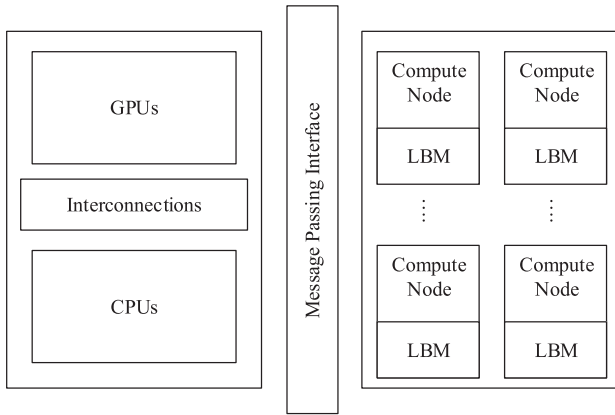 GPUs
Interconnections
CPUs
Message Passing Interface
Compute
Node
LBM
Compute
Node
LBM
Compute
Node
LBM
Compute
Node
LBM